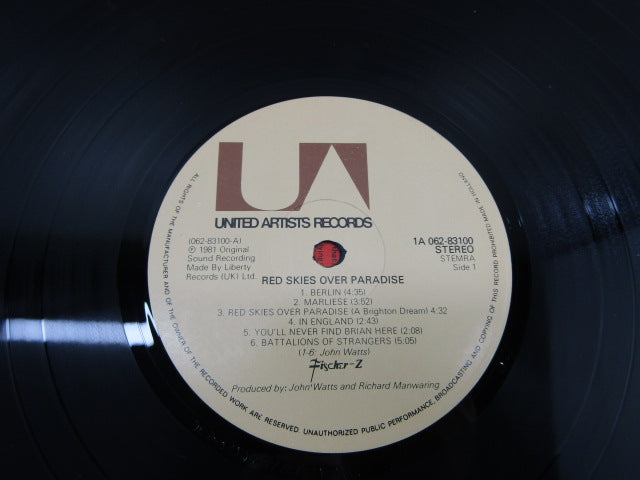 UA
UNITED ARTISTS RECORDS
(062-83100-A)
℗ 1981 Original
Sound Recording
Made By Liberty
Records (UK) Ltd.
1A 062-83100
STEREO
STEMRA
Side 1
RED SKIES OVER PARADISE
1. BERLIN (4:35)
2. MARLIESE (3:52)
3. RED SKIES OVER PARADISE (A Brighton Dream) 4:32
4. IN ENGLAND (2:43)
5. YOU'LL NEVER FIND BRIAN HERE (2:08)
6. BATTALIONS OF STRANGERS (5:05)
(1-6: John Watts)
Fischer-Z
Produced by: John Watts and Richard Manwaring
ALL RIGHTS OF THE MANUFACTURER AND OF THE OWNER OF THE RECORDED WORK ARE RESERVED. UNAUTHORIZED PUBLIC PERFORMANCE, BROADCASTING AND COPYING OF THIS RECORD PROHIBITED MADE IN HOLLAND